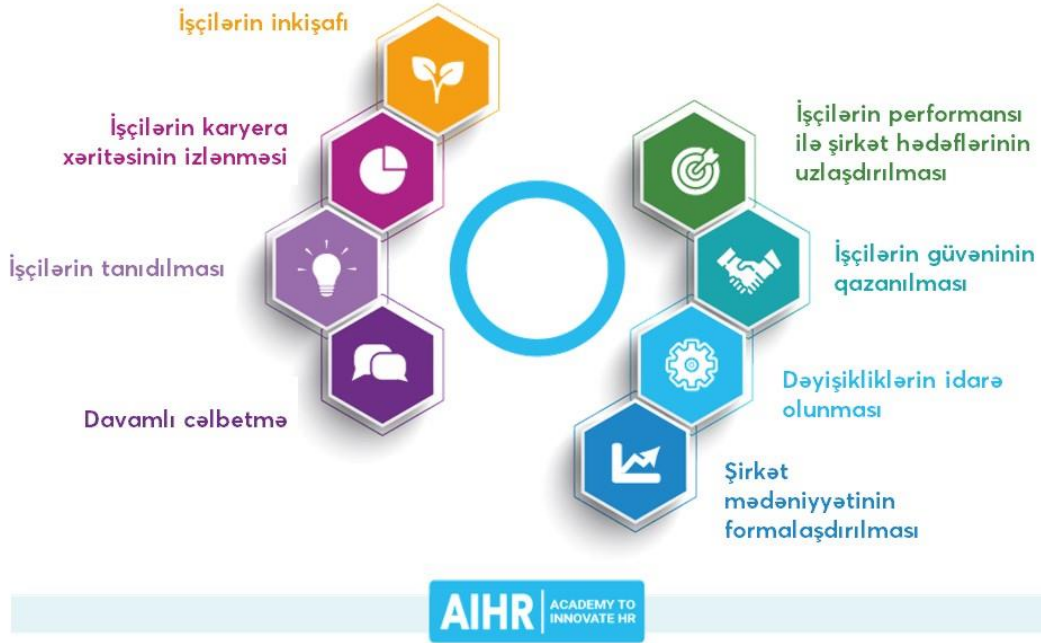 İşçilərin inkişafı
İşçilərin karyera
xəritəsinin izlənməsi
İşçilərin tanıdılması
Davamlı cəlbetmə
İşçilərin performansı
ilə şirkət hədəflərinin
uzlaşdırılması
İşçilərin güvəninin
qazanılması
Dəyişikliklərin idarə
olunması
Şirkət
mədəniyyətinin
formalaşdırılması
AIHR
ACADEMY TO
INNOVATE HR